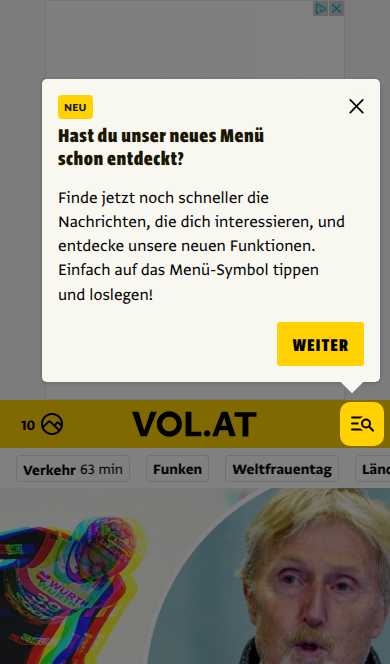 NEU
Hast du unser neues Menü
schon entdeckt?
Finde jetzt noch schneller die
Nachrichten, die dich interessieren, und
entdecke unsere neuen Funktionen.
Einfach auf das Menü-Symbol tippen
und loslegen!
WEITER
10 VOL.AT
Verkehr 63 min Funken Weltfrauentag Länd
WÜRTH